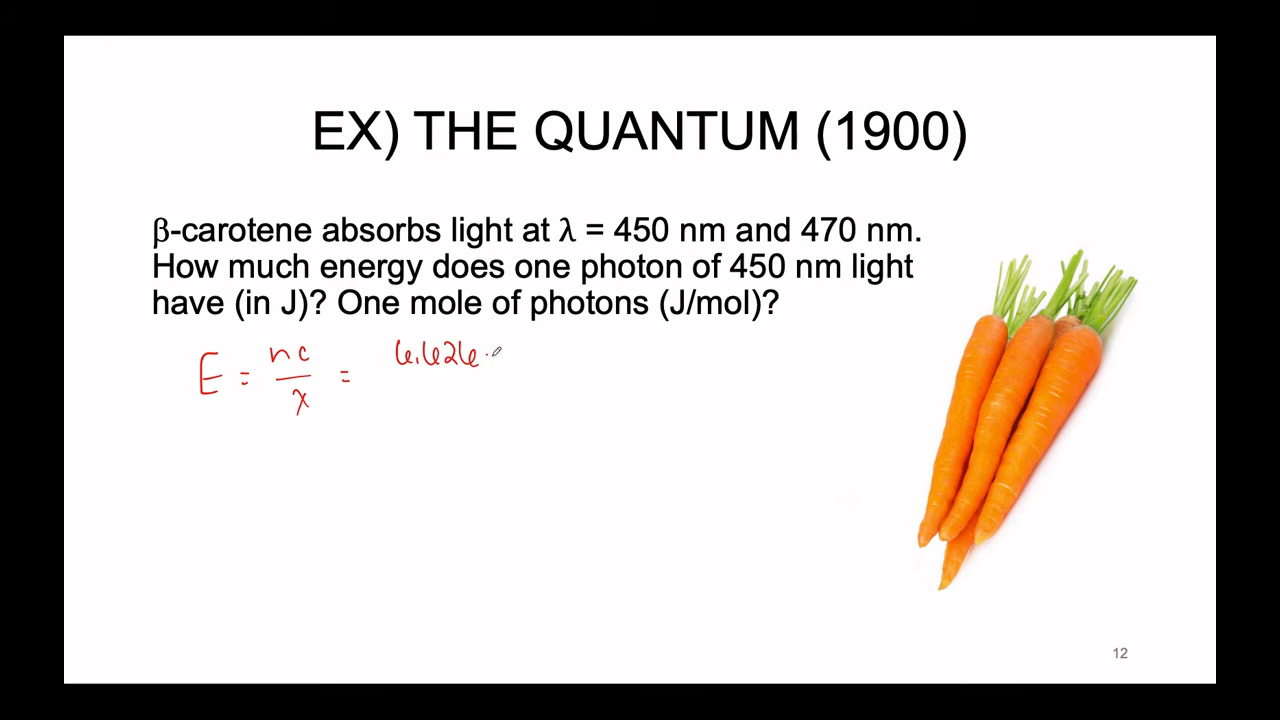 EX) THE QUANTUM (1900)
β-carotene absorbs light at λ = 450 nm and 470 nm.
How much energy does one photon of 450 nm light
have (in J)? One mole of photons (J/mol)?
E = hc/λ = 6.626 ·
12